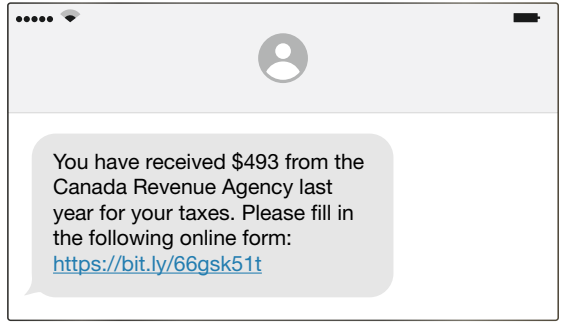 You have received $493 from the
Canada Revenue Agency last
year for your taxes. Please fill in
the following online form:
https://bit.ly/66gsk51t